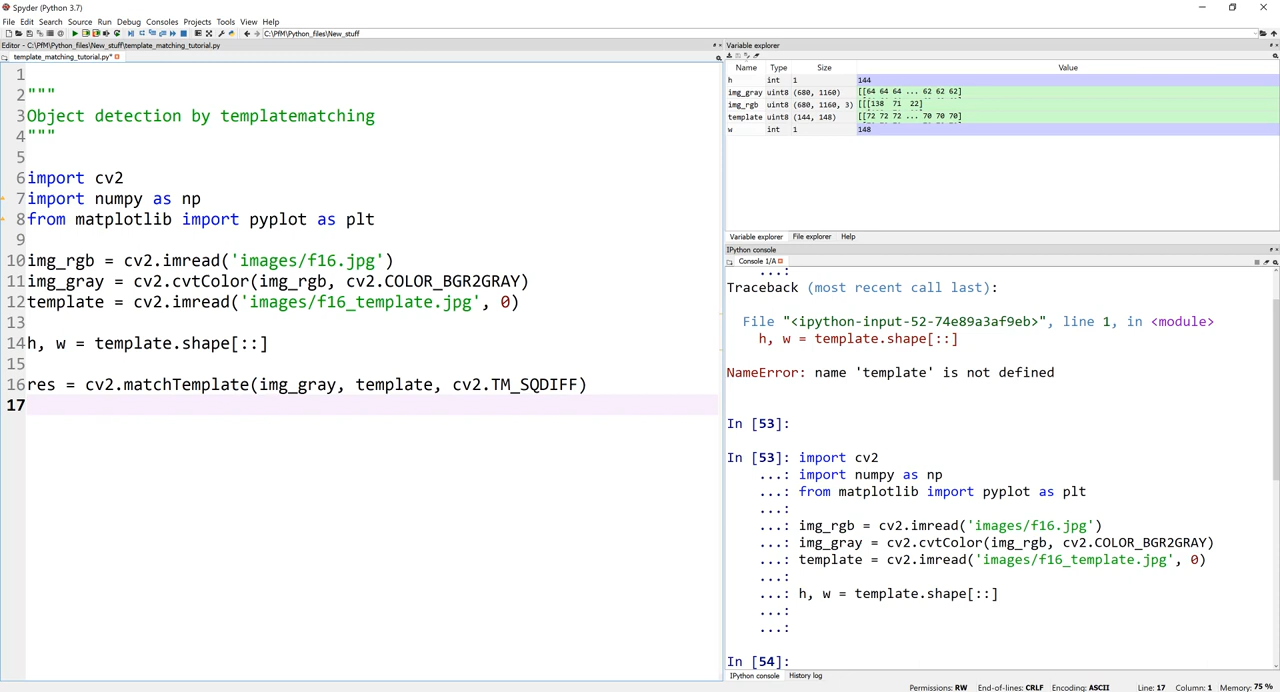 Spyder (Python 3.7)
File Edit Search Source Run Debug Consoles Projects Tools View Help
C:\PfM\Python_files\New_stuff
Editor - C:\PfM\Python_files\New_stuff\template_matching_tutorial.py
template_matching_tutorial.py*
1
2 """
3 Object detection by templatematching
4 """
5
6 import cv2
7 import numpy as np
8 from matplotlib import pyplot as plt
9
10 img_rgb = cv2.imread('images/f16.jpg')
11 img_gray = cv2.cvtColor(img_rgb, cv2.COLOR_BGR2GRAY)
12 template = cv2.imread('images/f16_template.jpg', 0)
13
14 h, w = template.shape[::]
15
16 res = cv2.matchTemplate(img_gray, template, cv2.TM_SQDIFF)
17
Variable explorer
Name Type Size Value
h int 1 144
img_gray uint8 (680, 1160) [[64 64 64 ... 62 62 62]
img_rgb uint8 (680, 1160, 3) [[[138 71 22]
template uint8 (144, 148) [[72 72 72 ... 70 70 70]
w int 1 148
Variable explorer File explorer Help
IPython console
Console 1/A
...:
Traceback (most recent call last):
File "<ipython-input-52-74e89a3af9eb>", line 1, in <module>
h, w = template.shape[::]
NameError: name 'template' is not defined
In [53]:
In [53]: import cv2
...: import numpy as np
...: from matplotlib import pyplot as plt
...:
...: img_rgb = cv2.imread('images/f16.jpg')
...: img_gray = cv2.cvtColor(img_rgb, cv2.COLOR_BGR2GRAY)
...: template = cv2.imread('images/f16_template.jpg', 0)
...:
...: h, w = template.shape[::]
...:
...:
In [54]:
IPython console History log
Permissions: RW End-of-lines: CRLF Encoding: ASCII Line: 17 Column: 1 Memory: 75 %